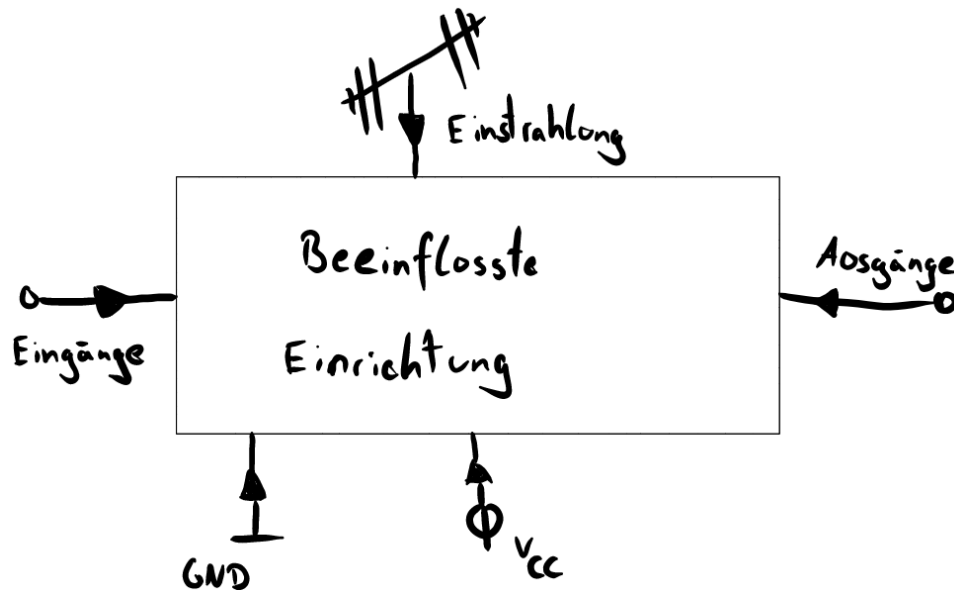 Einstrahlung
Beeinflusste
Einrichtung
Ausgänge
Eingänge
GND
VCC